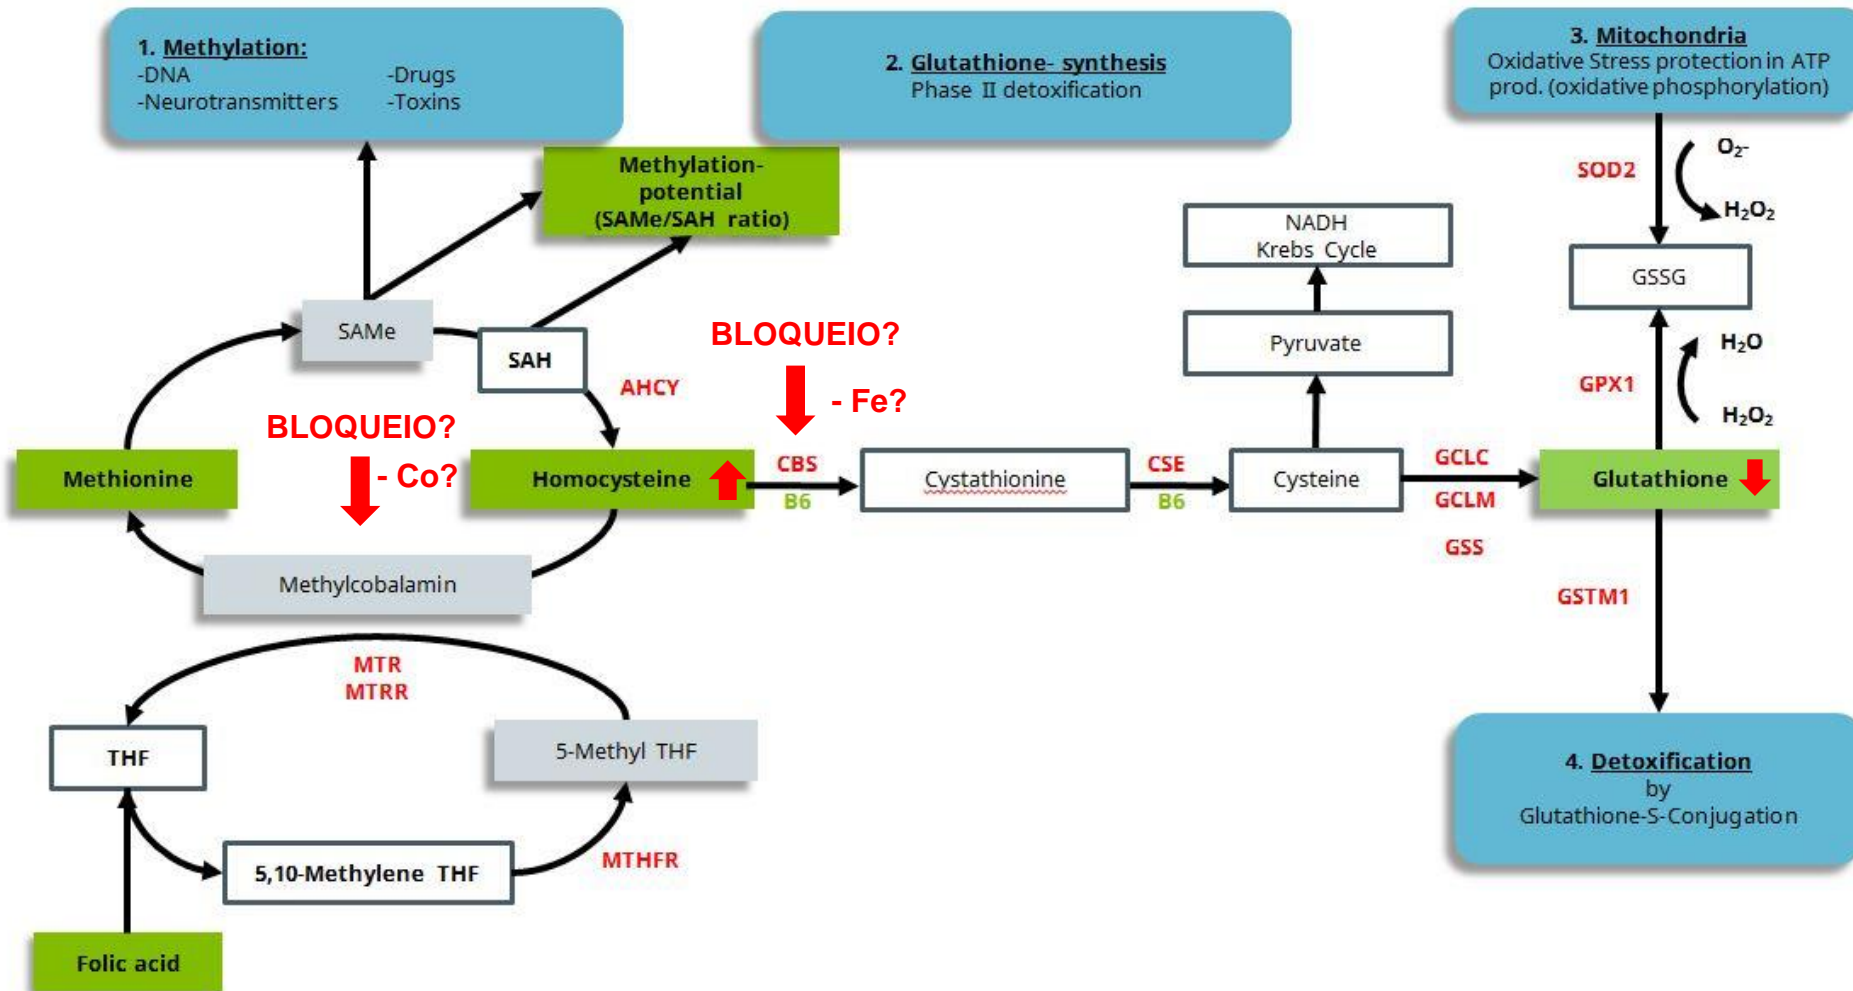 1. Methylation:
-DNA -Drugs
-Neurotransmitters -Toxins
2. Glutathione- synthesis
Phase II detoxification
3. Mitochondria
Oxidative Stress protection in ATP
prod. (oxidative phosphorylation)
Methylation-
potential
(SAMe/SAH ratio)
SOD2
O₂-
H₂O₂
NADH
Krebs Cycle
GSSG
SAMe
SAH
BLOQUEIO?
- Fe?
Pyruvate
H₂O
GPX1
H₂O₂
AHCY
BLOQUEIO?
- Co?
Methionine
Homocysteine
CBS
B6
Cystathionine
CSE
B6
Cysteine
GCLC
GCLM
GSS
Glutathione
Methylcobalamin
GSTM1
MTR
MTRR
THF
5-Methyl THF
5,10-Methylene THF
MTHFR
Folic acid
4. Detoxification
by
Glutathione-S-Conjugation